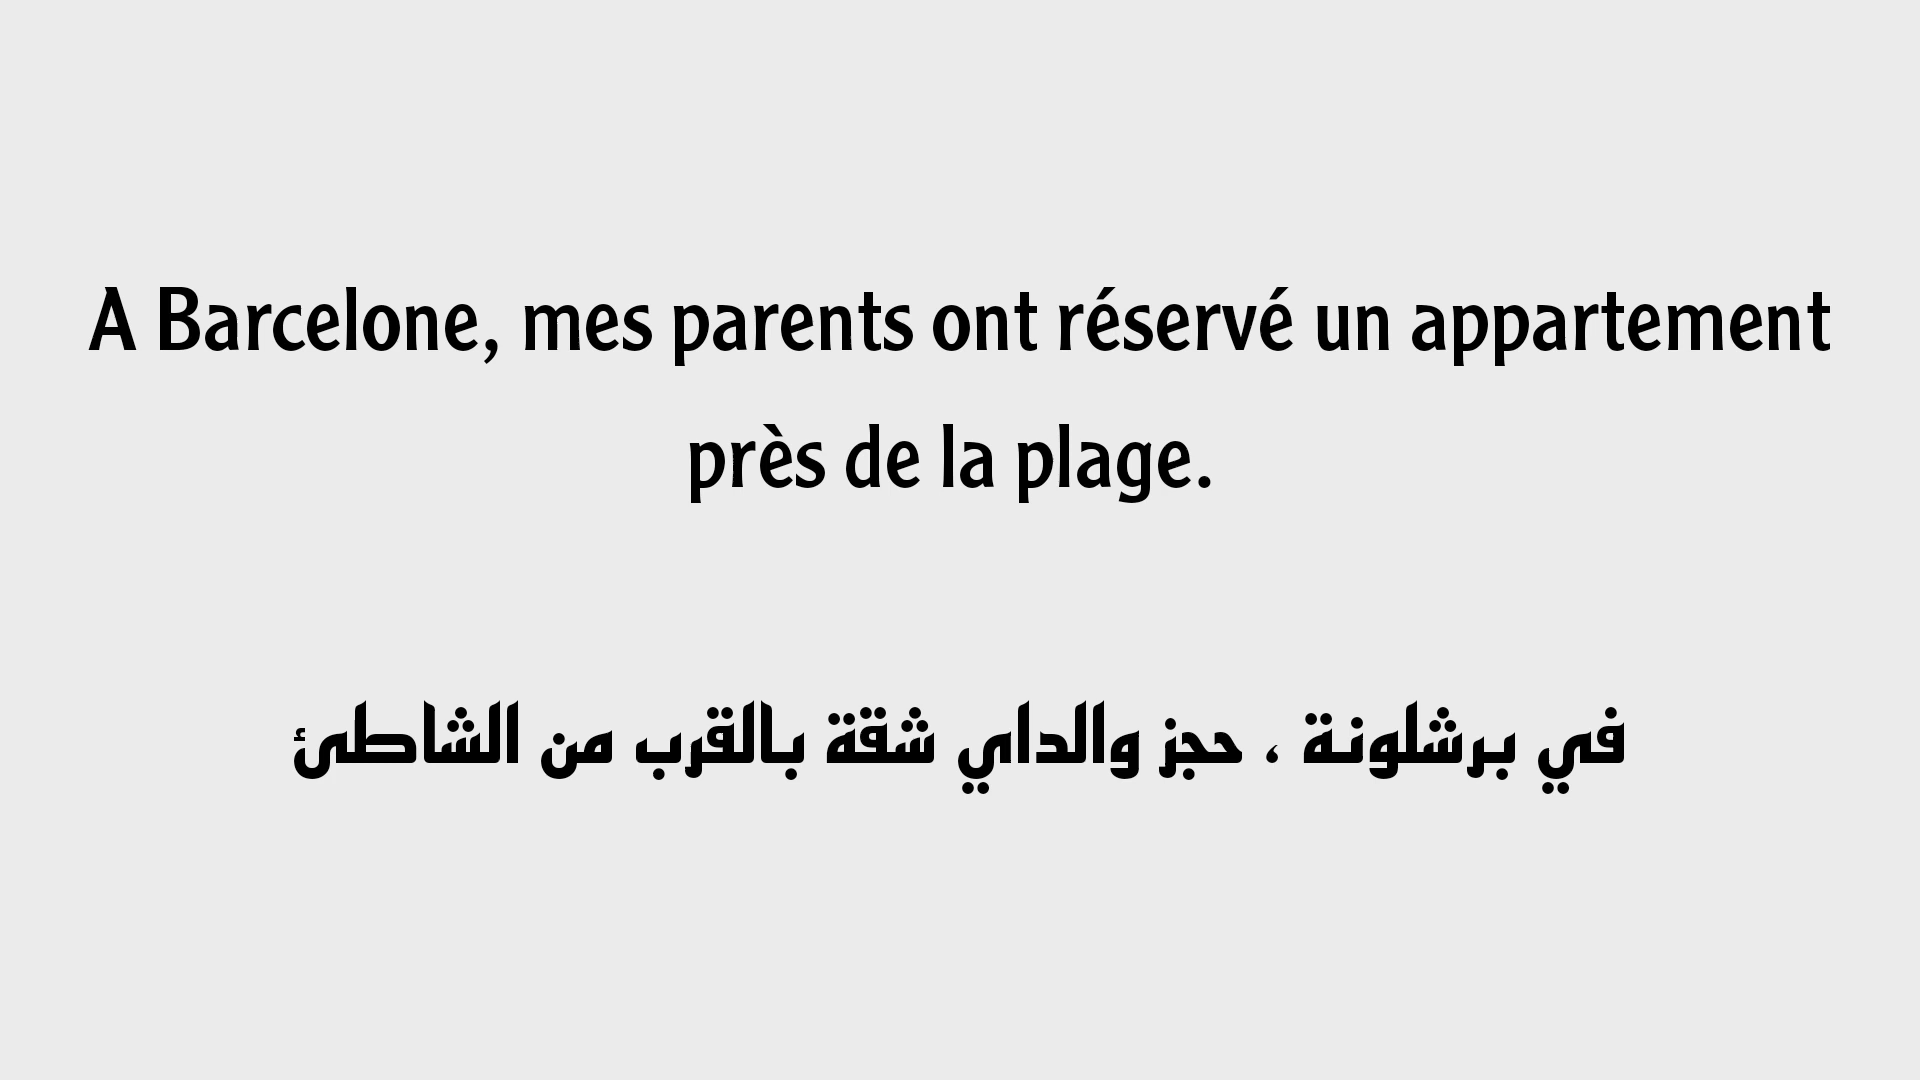 A Barcelone, mes parents ont réservé un appartement
près de la plage.
في برشلونة ، حجز والداي شقة بالقرب من الشاطئ